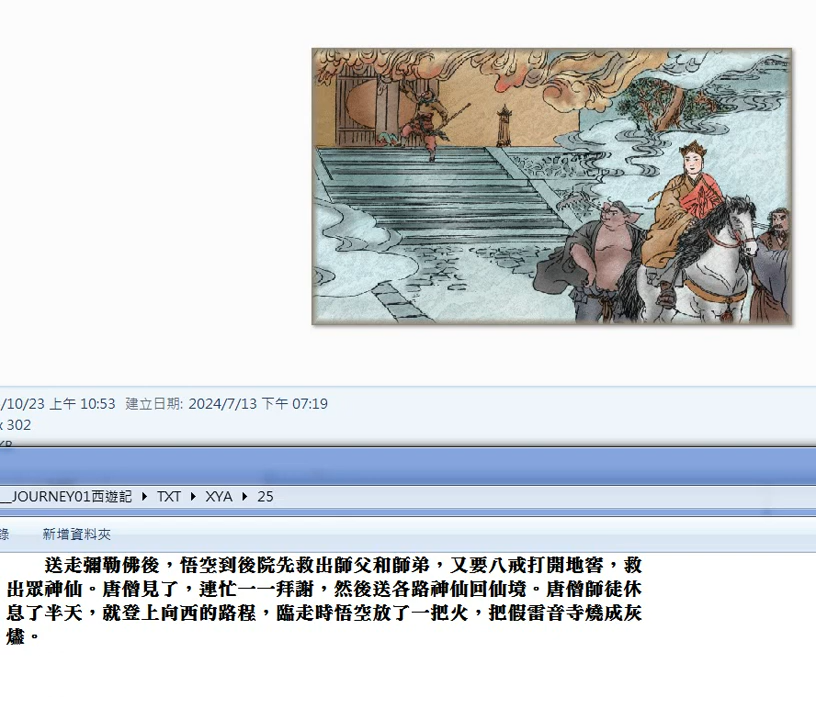 /10/23 上午 10:53 建立日期: 2024/7/13 下午 07:19
x 302
KB
__JOURNEY01西遊記 ▶ TXT ▶ XYA ▶ 25
錄 新增資料夾
送走彌勒佛後，悟空到後院先救出師父和師弟，又要八戒打開地窖，救
出眾神仙。唐僧見了，連忙一一拜謝，然後送各路神仙回仙境。唐僧師徒休
息了半天，就登上向西的路程，臨走時悟空放了一把火，把假雷音寺燒成灰
燼。